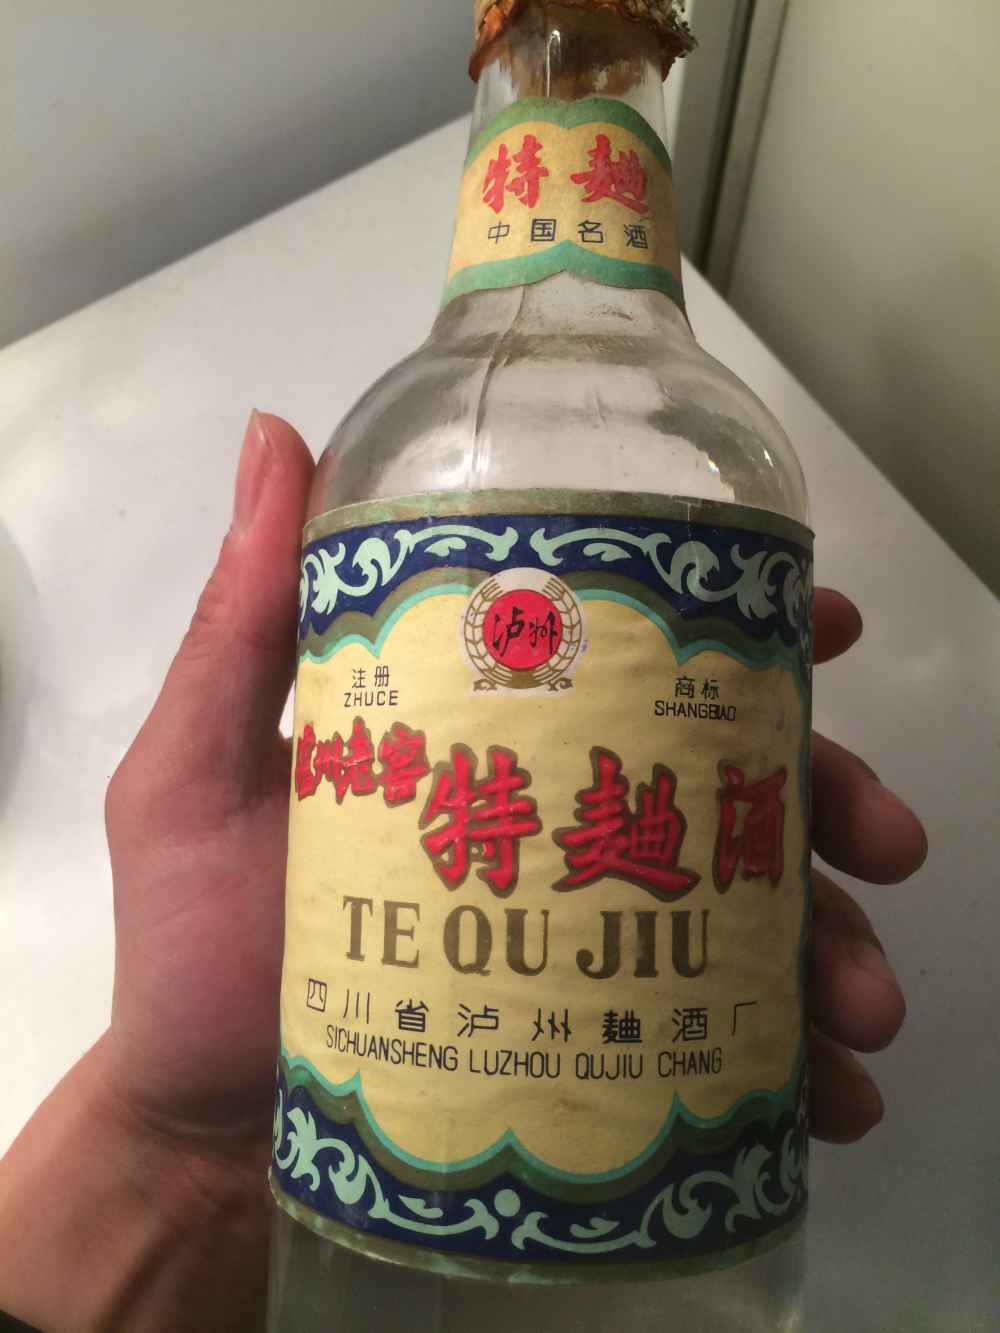 特麯
中国名酒
泸州
注册
ZHUCE
商标
SHANGBIAO
瀘州老窖
特麯酒
TE QU JIU
四川省泸州麯酒厂
SICHUANSHENG LUZHOU QUJIU CHANG